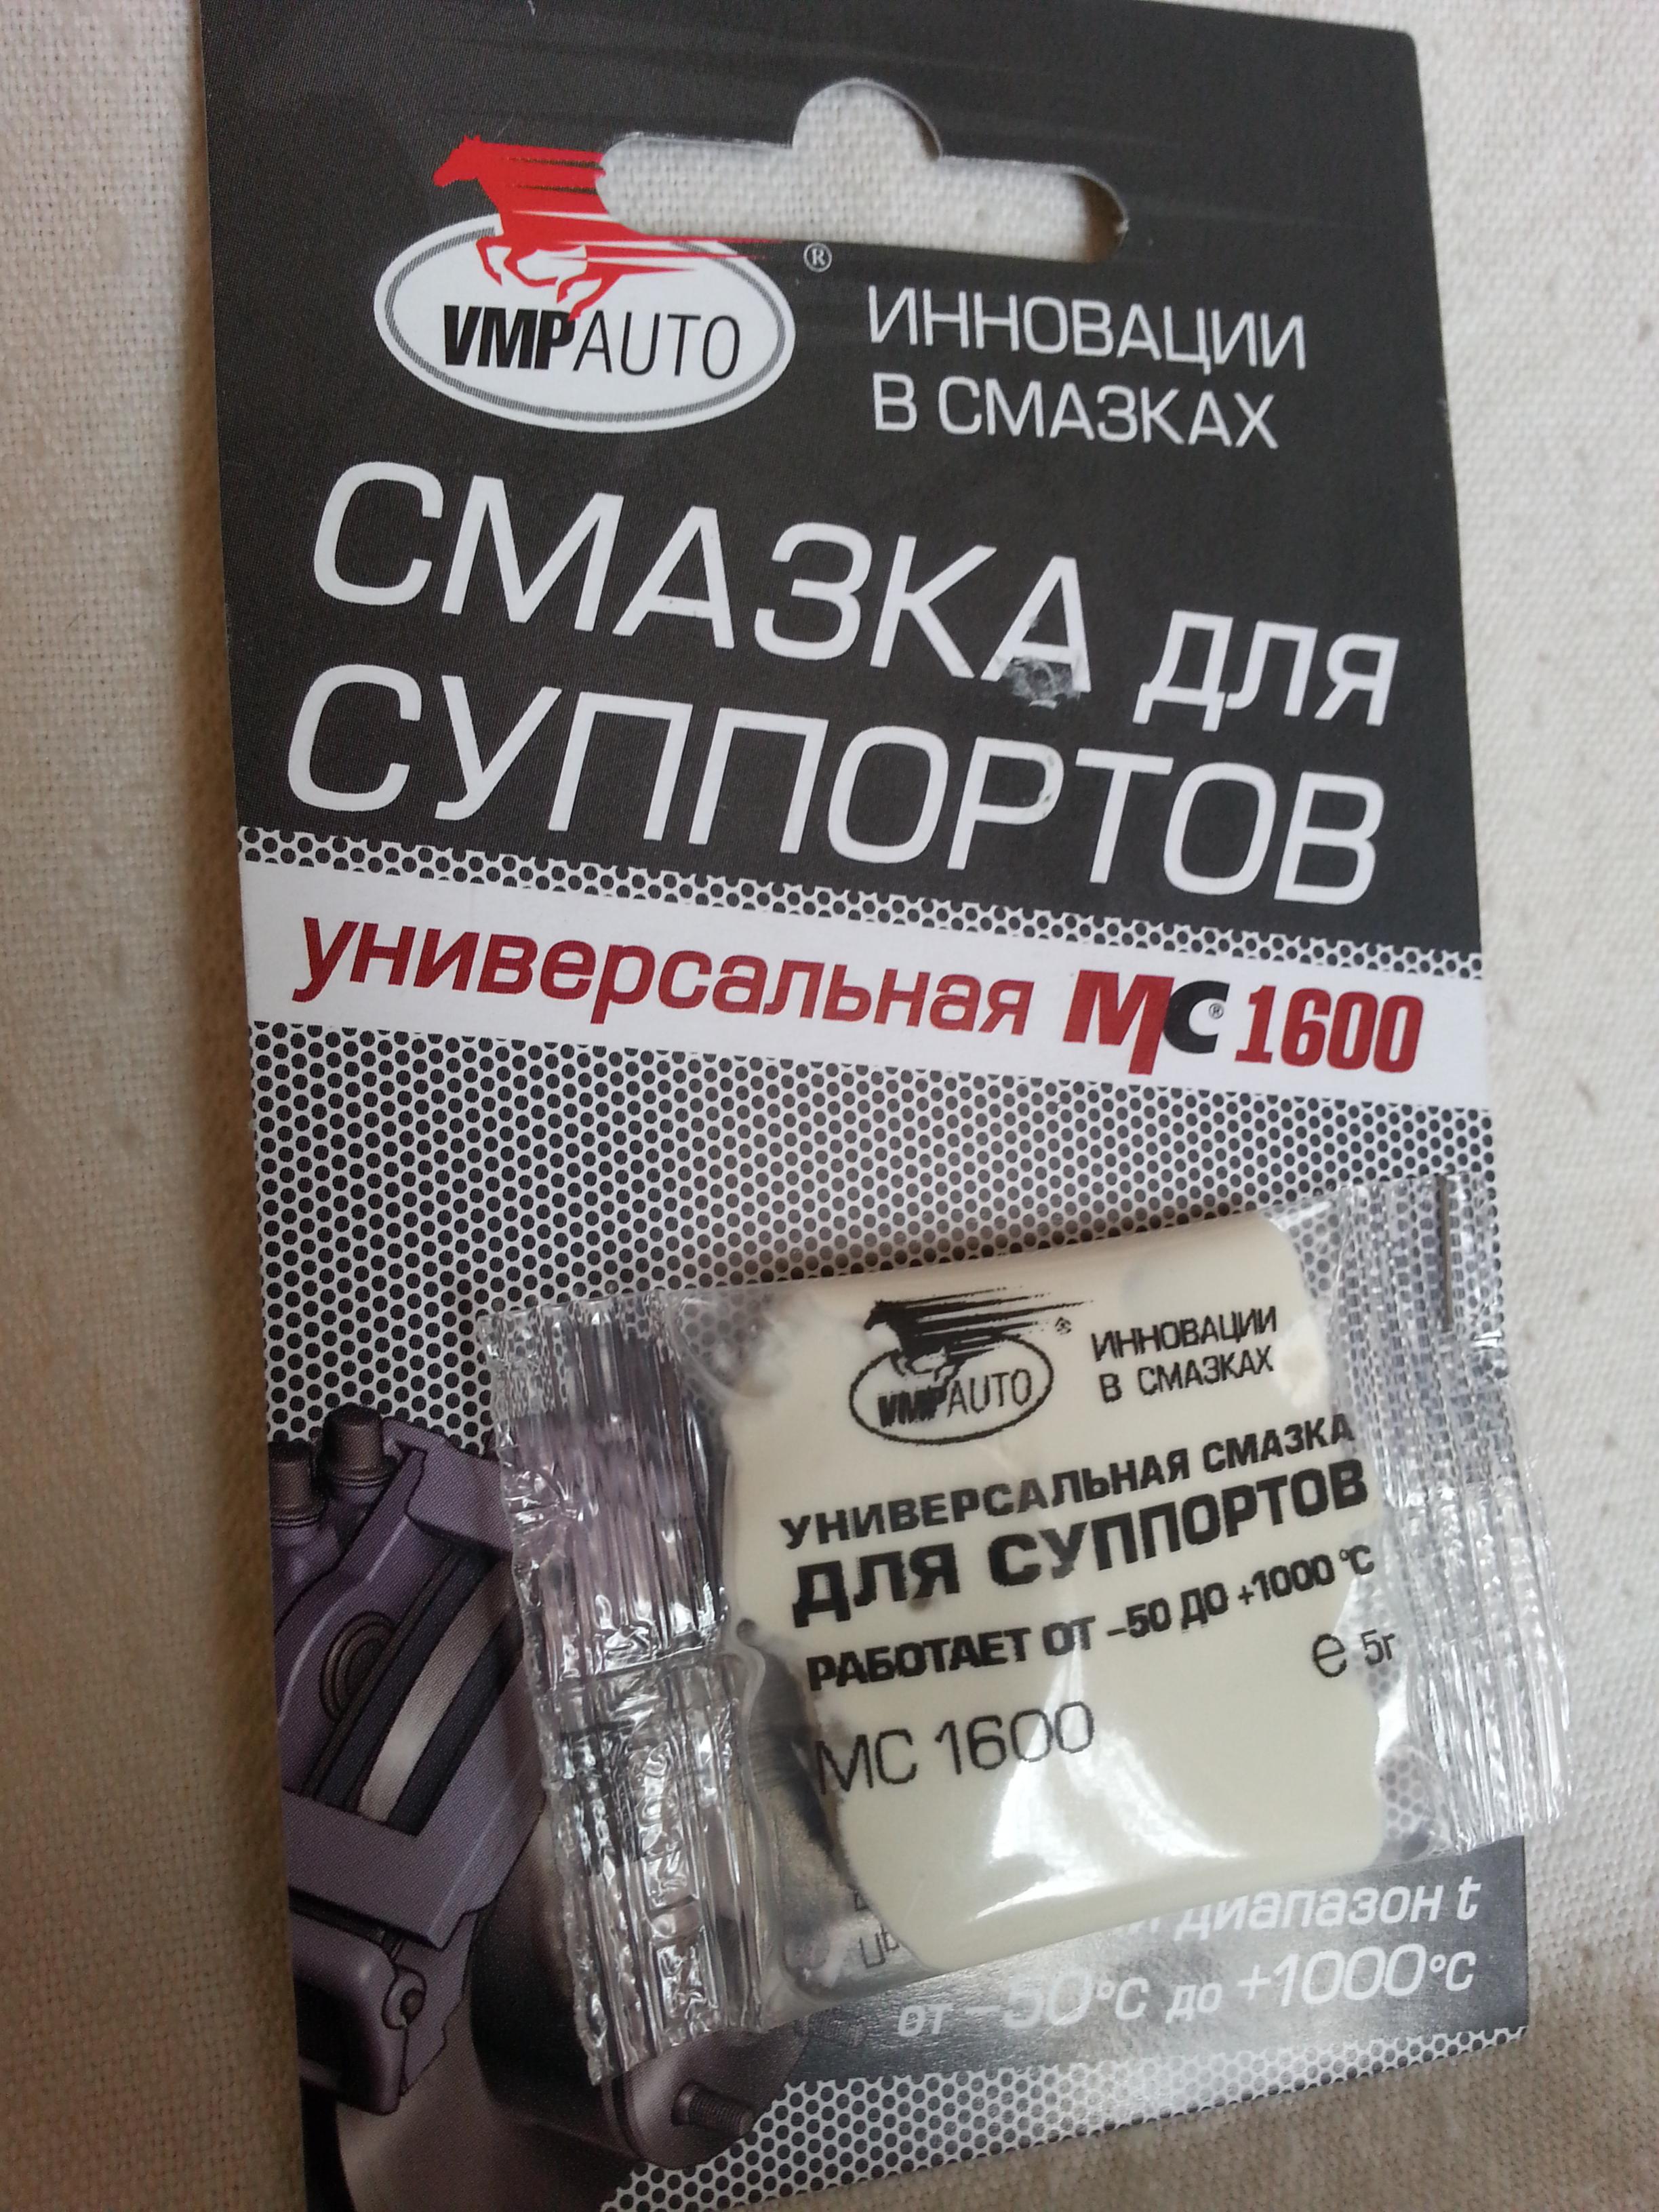 VMPAUTO ®
ИННОВАЦИИ
В СМАЗКАХ
СМАЗКА для
СУППОРТОВ
универсальная МС® 1600
VMPAUTO ®
ИННОВАЦИИ
В СМАЗКАХ
УНИВЕРСАЛЬНАЯ СМАЗКА
ДЛЯ СУППОРТОВ
РАБОТАЕТ ОТ –50 ДО +1000 °С
℮ 5г
МС 1600
диапазон t
от –50°С до +1000°С